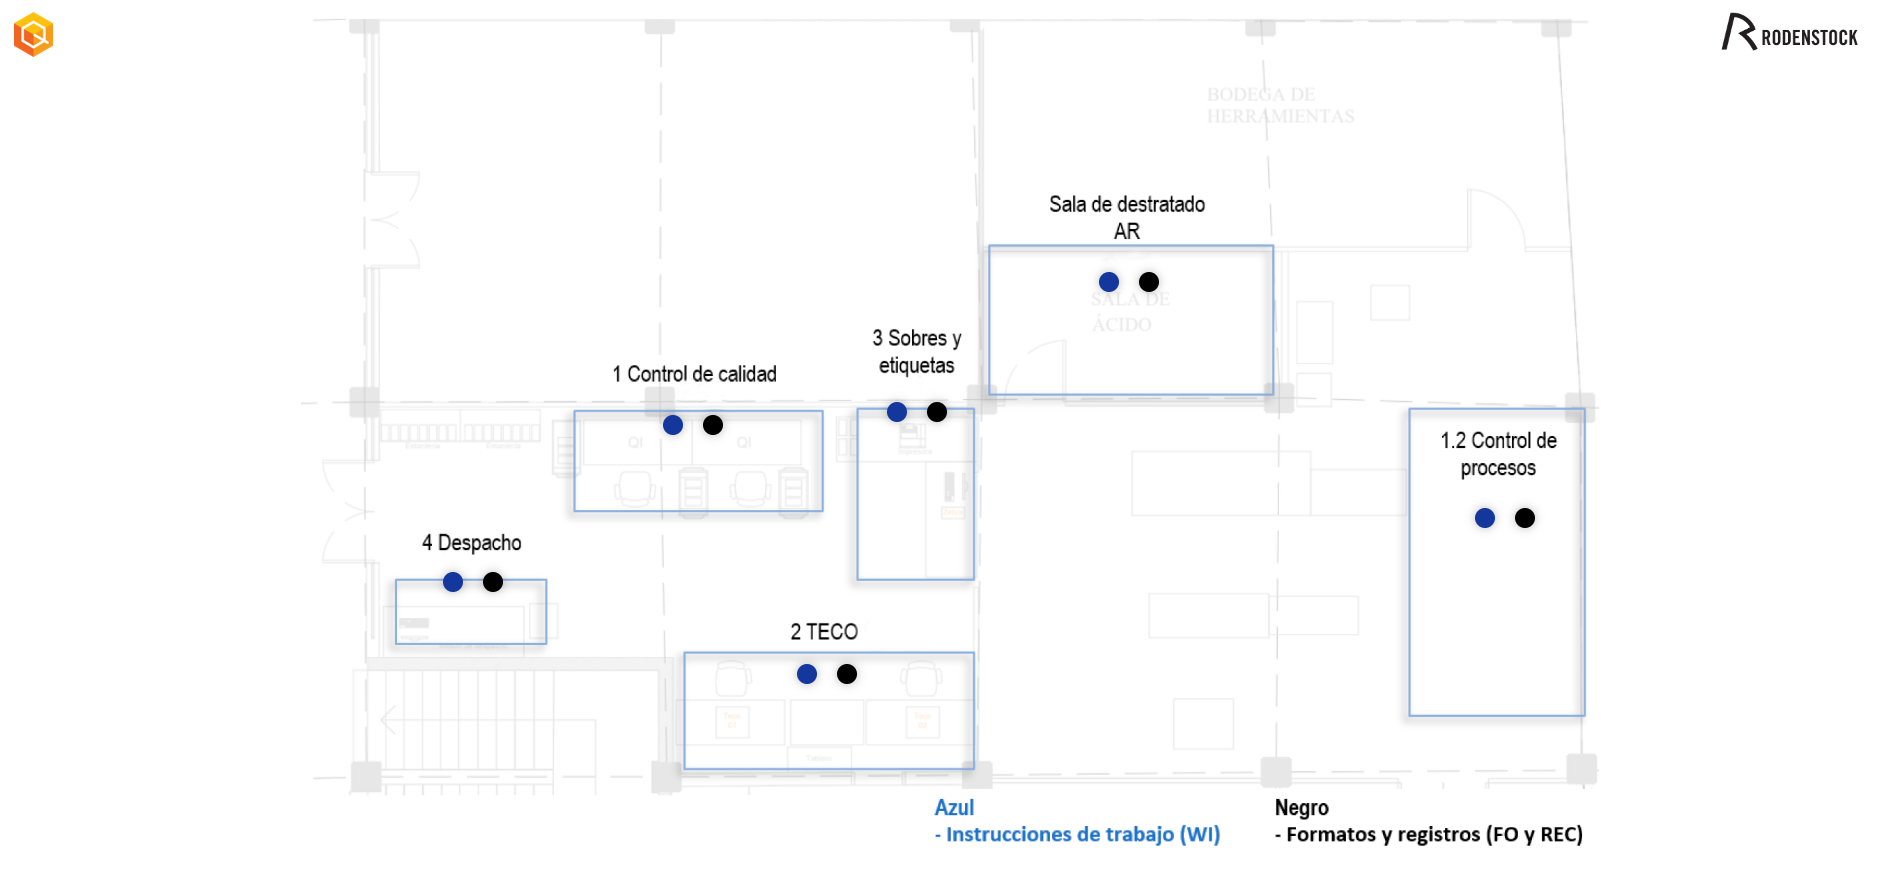 RODENSTOCK
BODEGA DE
HERRAMIENTAS
Sala de destratado
AR
SALA DE
ÁCIDO
3 Sobres y
etiquetas
1 Control de calidad
QI
QI
1.2 Control de
procesos
4 Despacho
2 TECO
Azul
- Instrucciones de trabajo (WI)
Negro
- Formatos y registros (FO y REC)